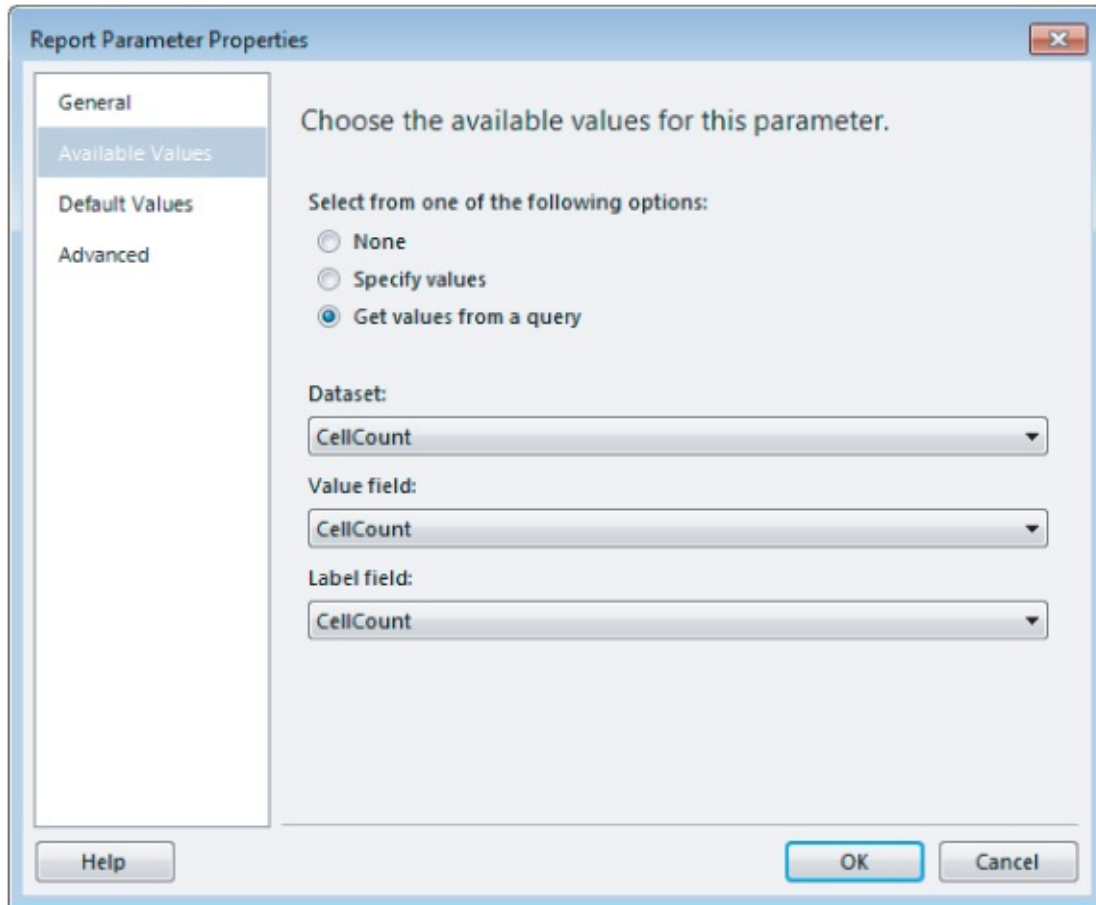 Report Parameter Properties
General
Available Values
Default Values
Advanced
Choose the available values for this parameter.
Select from one of the following options:
None
Specify values
Get values from a query
Dataset:
CellCount
Value field:
CellCount
Label field:
CellCount
Help
OK
Cancel